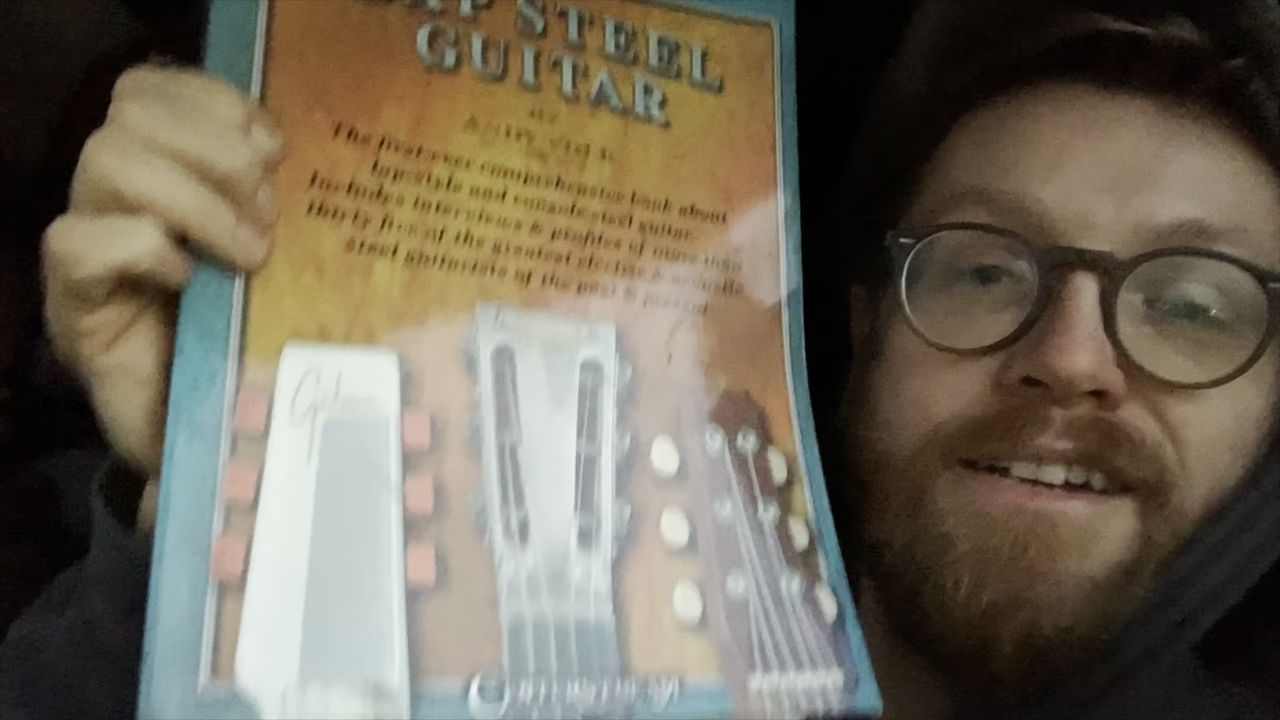 STEEL
GUITAR
The first-ever comprehensive book about
lap-style and console steel guitar.
Includes interviews & profiles of more than
thirty five of the greatest electric & acoustic
steel guitarists of the past & present